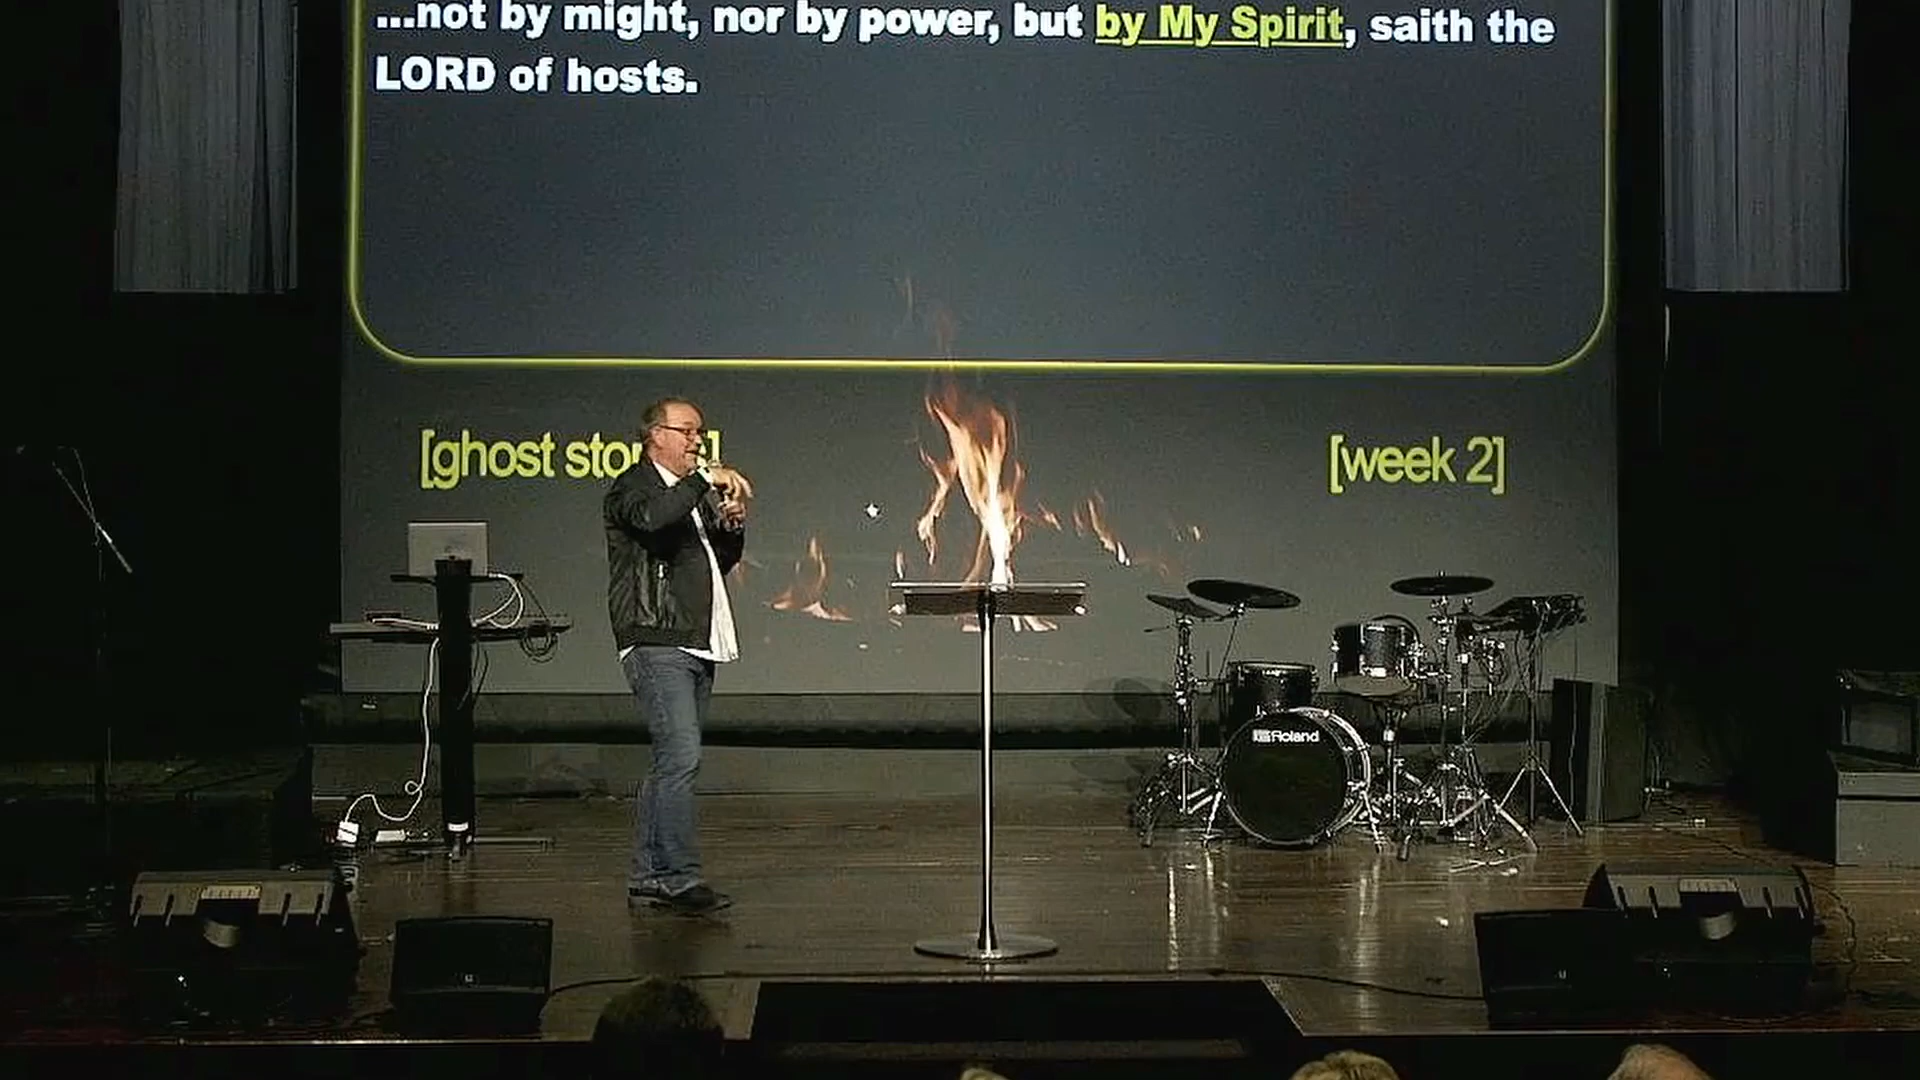 ...not by might, nor by power, but by My Spirit, saith the
LORD of hosts.
[ghost sto
[week 2]
Roland